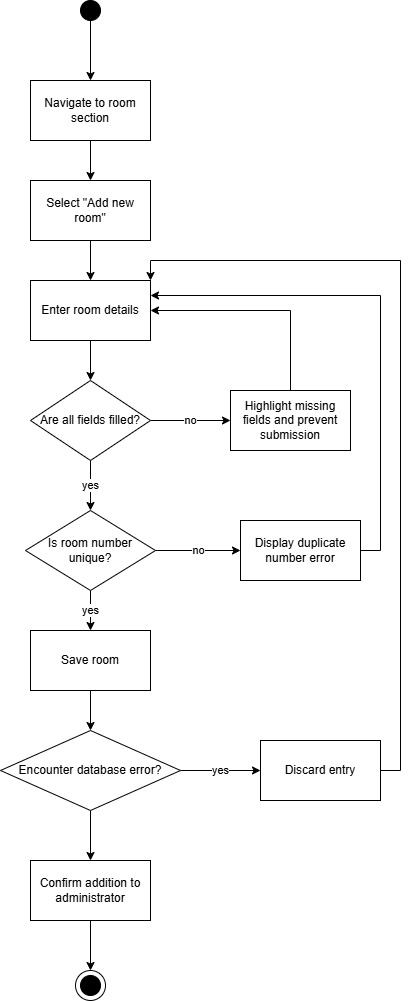 Navigate to room
section
Select "Add new
room"
Enter room details
Are all fields filled?
no
Highlight missing
fields and prevent
submission
yes
Is room number
unique?
no
Display duplicate
number error
yes
Save room
Encounter database error?
yes
Discard entry
Confirm addition to
administrator